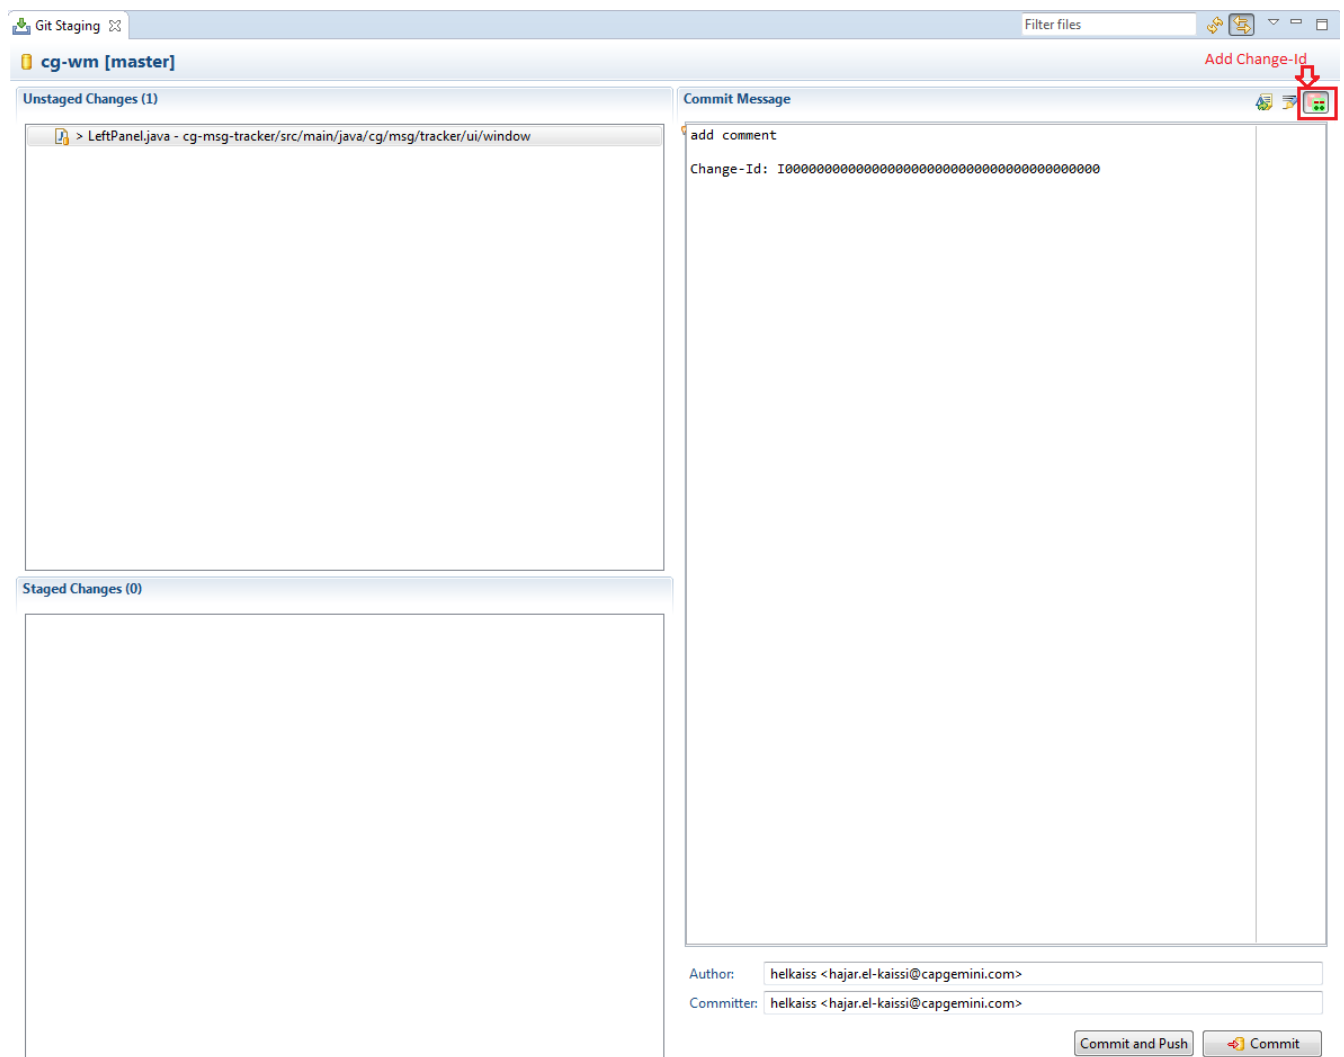 Git Staging
Filter files
cg-wm [master]
Add Change-Id
Unstaged Changes (1)
> LeftPanel.java - cg-msg-tracker/src/main/java/cg/msg/tracker/ui/window
Staged Changes (0)
Commit Message
add comment
Change-Id: I0000000000000000000000000000000000000000
Author: helkaiss <hajar.el-kaissi@capgemini.com>
Committer: helkaiss <hajar.el-kaissi@capgemini.com>
Commit and Push
Commit